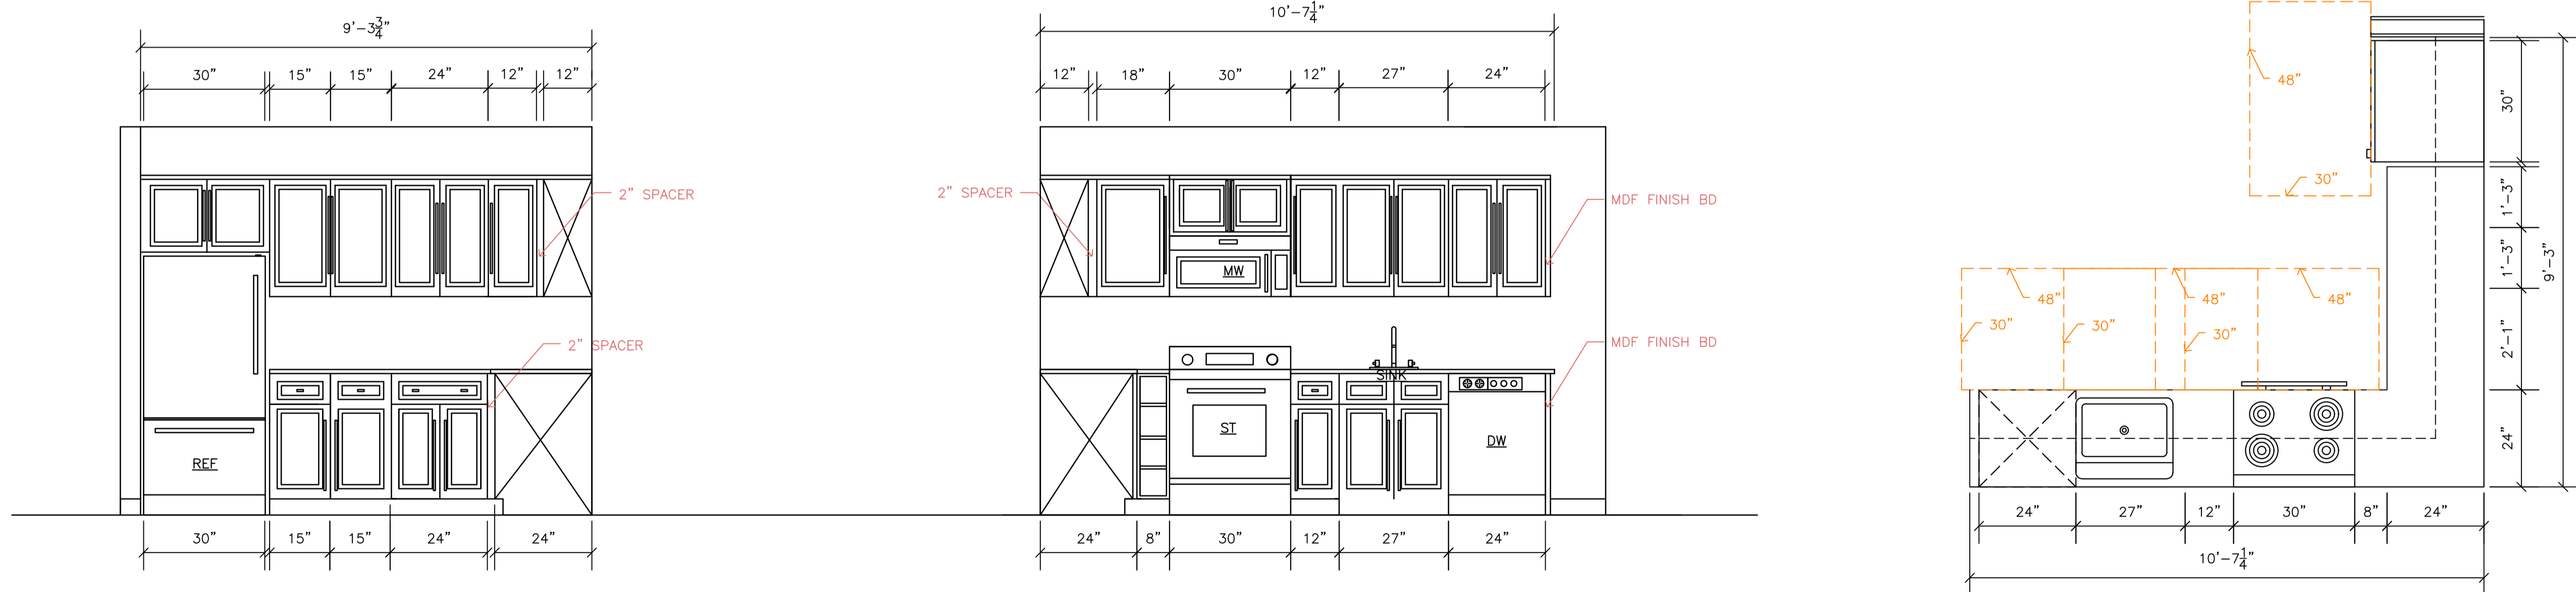 9'-3 3/4"
30" 15" 15" 24" 12" 12"
2" SPACER
2" SPACER
REF
30" 15" 15" 24" 24"
10'-7 1/4"
12" 18" 30" 12" 27" 24"
2" SPACER
MDF FINISH BD
MW
MDF FINISH BD
SINK
ST
DW
24" 8" 30" 12" 27" 24"
48"
30"
30"
1'-3"
1'-3"
9'-3"
48" 48" 48"
30" 30" 30"
2'-1"
24"
24" 27" 12" 30" 8" 24"
10'-7 1/4"